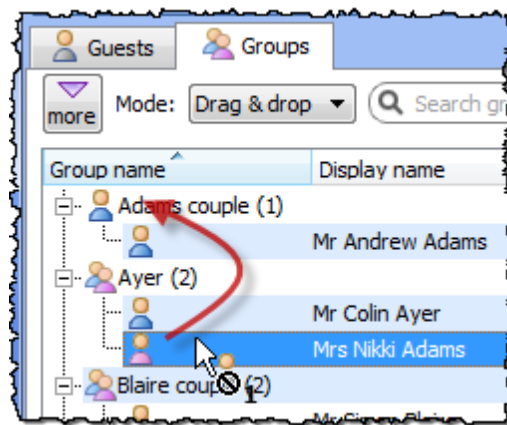 Guests Groups
more Mode: Drag & drop Search gr
Group name Display name
Adams couple (1)
Mr Andrew Adams
Ayer (2)
Mr Colin Ayer
Mrs Nikki Adams
1
Blaire couple (2)